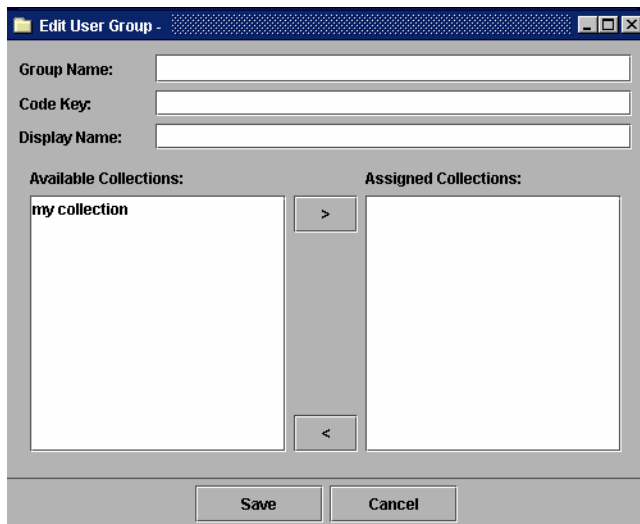 Edit User Group -
Group Name:
Code Key:
Display Name:
Available Collections:
Assigned Collections:
my collection
>
<
Save
Cancel